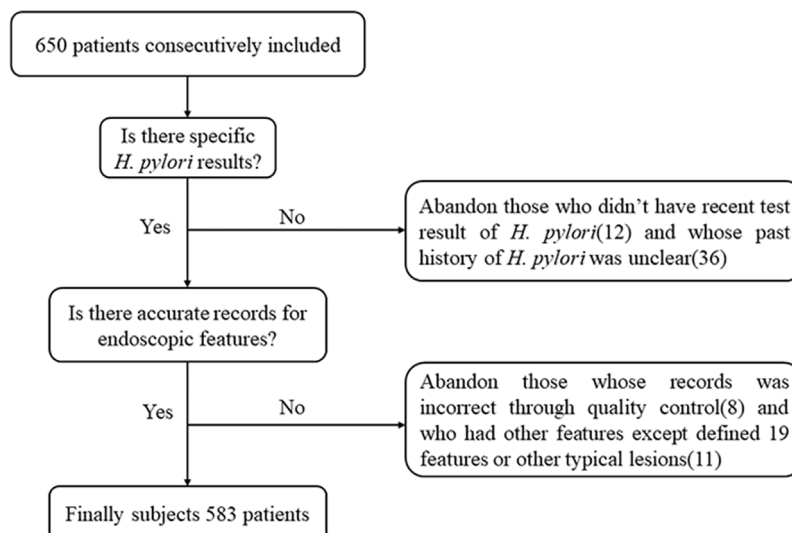 650 patients consecutively included
Is there specific
H. pylori results?
Yes
No
Abandon those who didn't have recent test
result of H. pylori(12) and whose past
history of H. pylori was unclear(36)
Is there accurate records for
endoscopic features?
Yes
No
Abandon those whose records was
incorrect through quality control(8) and
who had other features except defined 19
features or other typical lesions(11)
Finally subjects 583 patients